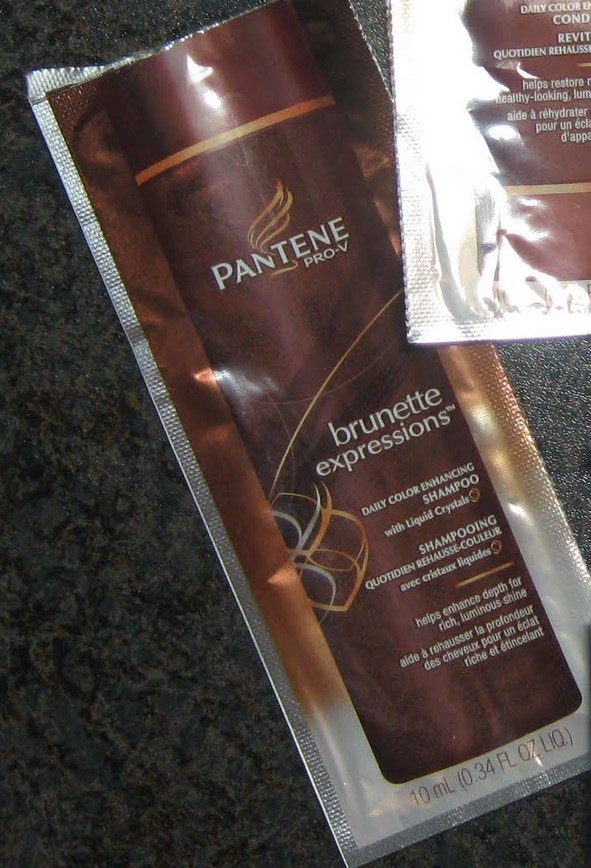 PANTENE
PRO-V
brunette
expressions™
DAILY COLOR ENHANCING
SHAMPOO
with Liquid Crystals
SHAMPOOING
QUOTIDIEN REHAUSSE-COULEUR
avec cristaux liquides
helps enhance depth for
rich, luminous shine
aide à rehausser la profondeur
des cheveux pour un éclat
riche et étincelant
10 mL (0.34 FL OZ LIQ.)
DAILY COLOR
COND
REVIT
QUOTIDIEN REHAUSSE
helps restore
healthy-looking, lum
aide à réhydrater
pour un écla
d'appa